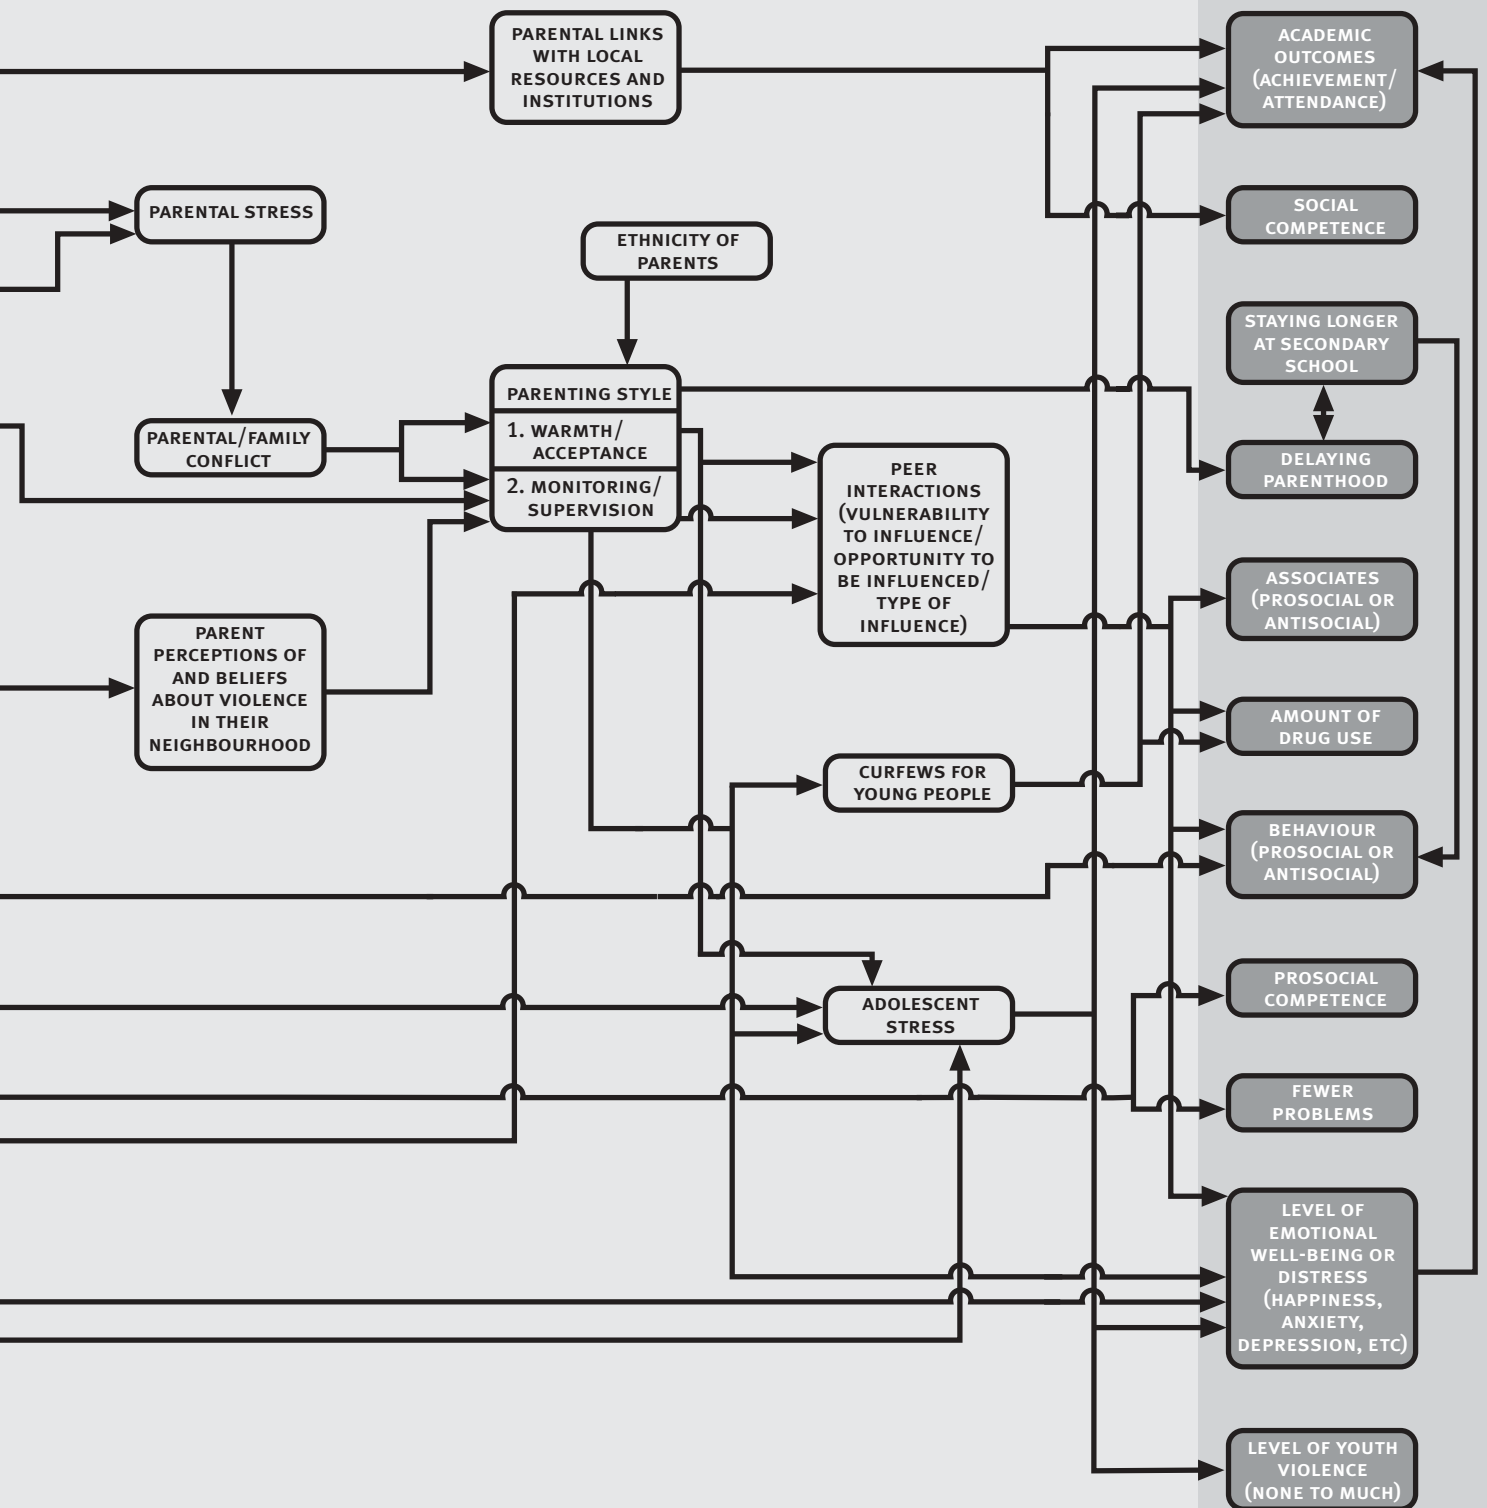 PARENTAL LINKS
WITH LOCAL
RESOURCES AND
INSTITUTIONS
ACADEMIC
OUTCOMES
(ACHIEVEMENT/
ATTENDANCE)
PARENTAL STRESS
SOCIAL
COMPETENCE
ETHNICITY OF
PARENTS
STAYING LONGER
AT SECONDARY
SCHOOL
PARENTING STYLE
1. WARMTH/
ACCEPTANCE
2. MONITORING/
SUPERVISION
PARENTAL/FAMILY
CONFLICT
PEER
INTERACTIONS
(VULNERABILITY
TO INFLUENCE/
OPPORTUNITY TO
BE INFLUENCED/
TYPE OF
INFLUENCE)
DELAYING
PARENTHOOD
ASSOCIATES
(PROSOCIAL OR
ANTISOCIAL)
PARENT
PERCEPTIONS OF
AND BELIEFS
ABOUT VIOLENCE
IN THEIR
NEIGHBOURHOOD
AMOUNT OF
DRUG USE
CURFEWS FOR
YOUNG PEOPLE
BEHAVIOUR
(PROSOCIAL OR
ANTISOCIAL)
PROSOCIAL
COMPETENCE
ADOLESCENT
STRESS
FEWER
PROBLEMS
LEVEL OF
EMOTIONAL
WELL-BEING OR
DISTRESS
(HAPPINESS,
ANXIETY,
DEPRESSION, ETC)
LEVEL OF YOUTH
VIOLENCE
(NONE TO MUCH)